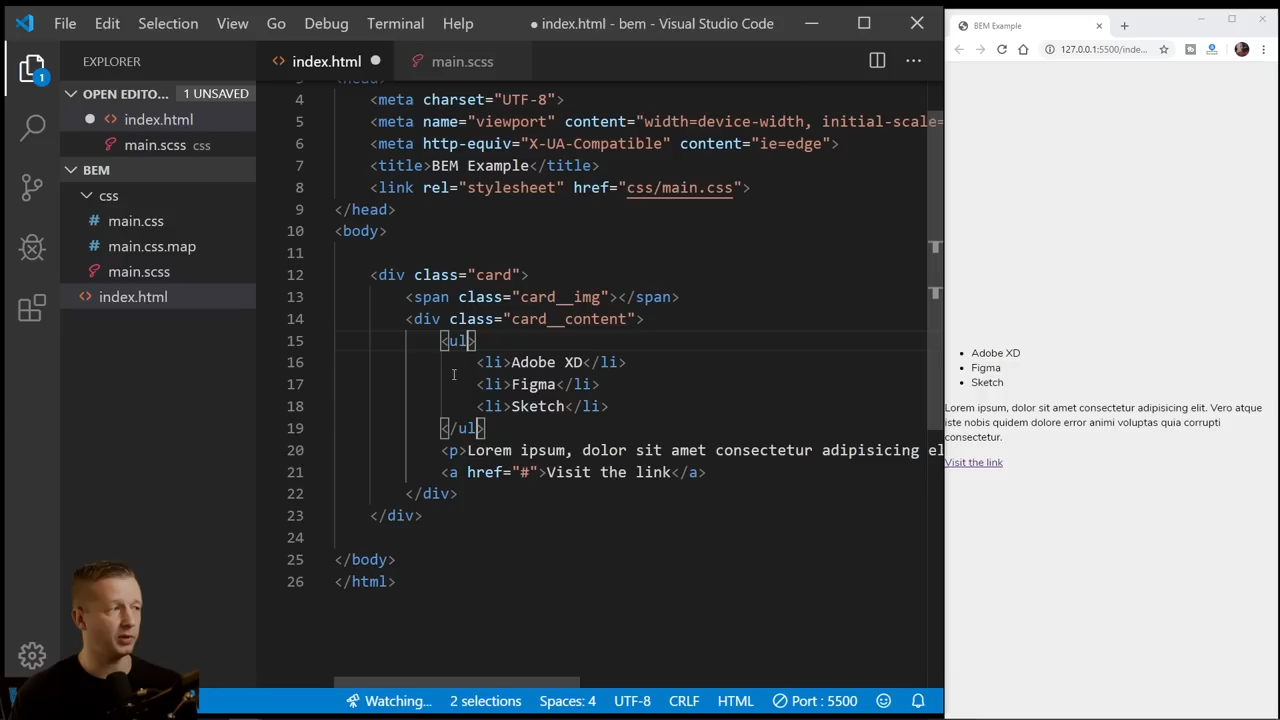 File Edit Selection View Go Debug Terminal Help
● index.html - bem - Visual Studio Code
EXPLORER
OPEN EDITO... 1 UNSAVED
index.html
main.scss css
BEM
css
main.css
main.css.map
main.scss
index.html
1
index.html
main.scss
4 <meta charset="UTF-8">
5 <meta name="viewport" content="width=device-width, initial-scale=
6 <meta http-equiv="X-UA-Compatible" content="ie=edge">
7 <title>BEM Example</title>
8 <link rel="stylesheet" href="css/main.css">
9 </head>
10 <body>
11
12 <div class="card">
13 <span class="card__img"></span>
14 <div class="card__content">
15 <ul>
16 <li>Adobe XD</li>
17 <li>Figma</li>
18 <li>Sketch</li>
19 </ul>
20 <p>Lorem ipsum, dolor sit amet consectetur adipisicing el
21 <a href="#">Visit the link</a>
22 </div>
23 </div>
24
25 </body>
26 </html>
Watching... 2 selections Spaces: 4 UTF-8 CRLF HTML Port : 5500
BEM Example
127.0.0.1:5500/inde...
Adobe XD
Figma
Sketch
Lorem ipsum, dolor sit amet consectetur adipisicing elit. Vero atque
iste nobis quidem dolore error animi voluptas quia corrupti
consectetur.
Visit the link